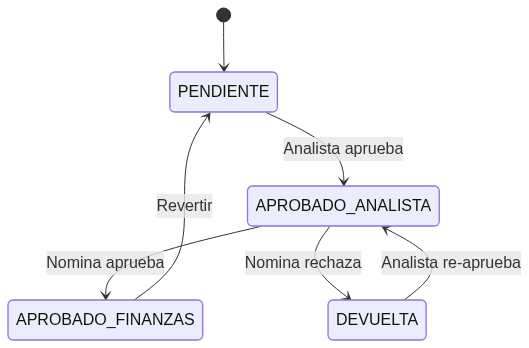 PENDIENTE
Analista aprueba
Revertir
APROBADO_ANALISTA
Nomina aprueba
Nomina rechaza
Analista re-aprueba
APROBADO_FINANZAS
DEVUELTA